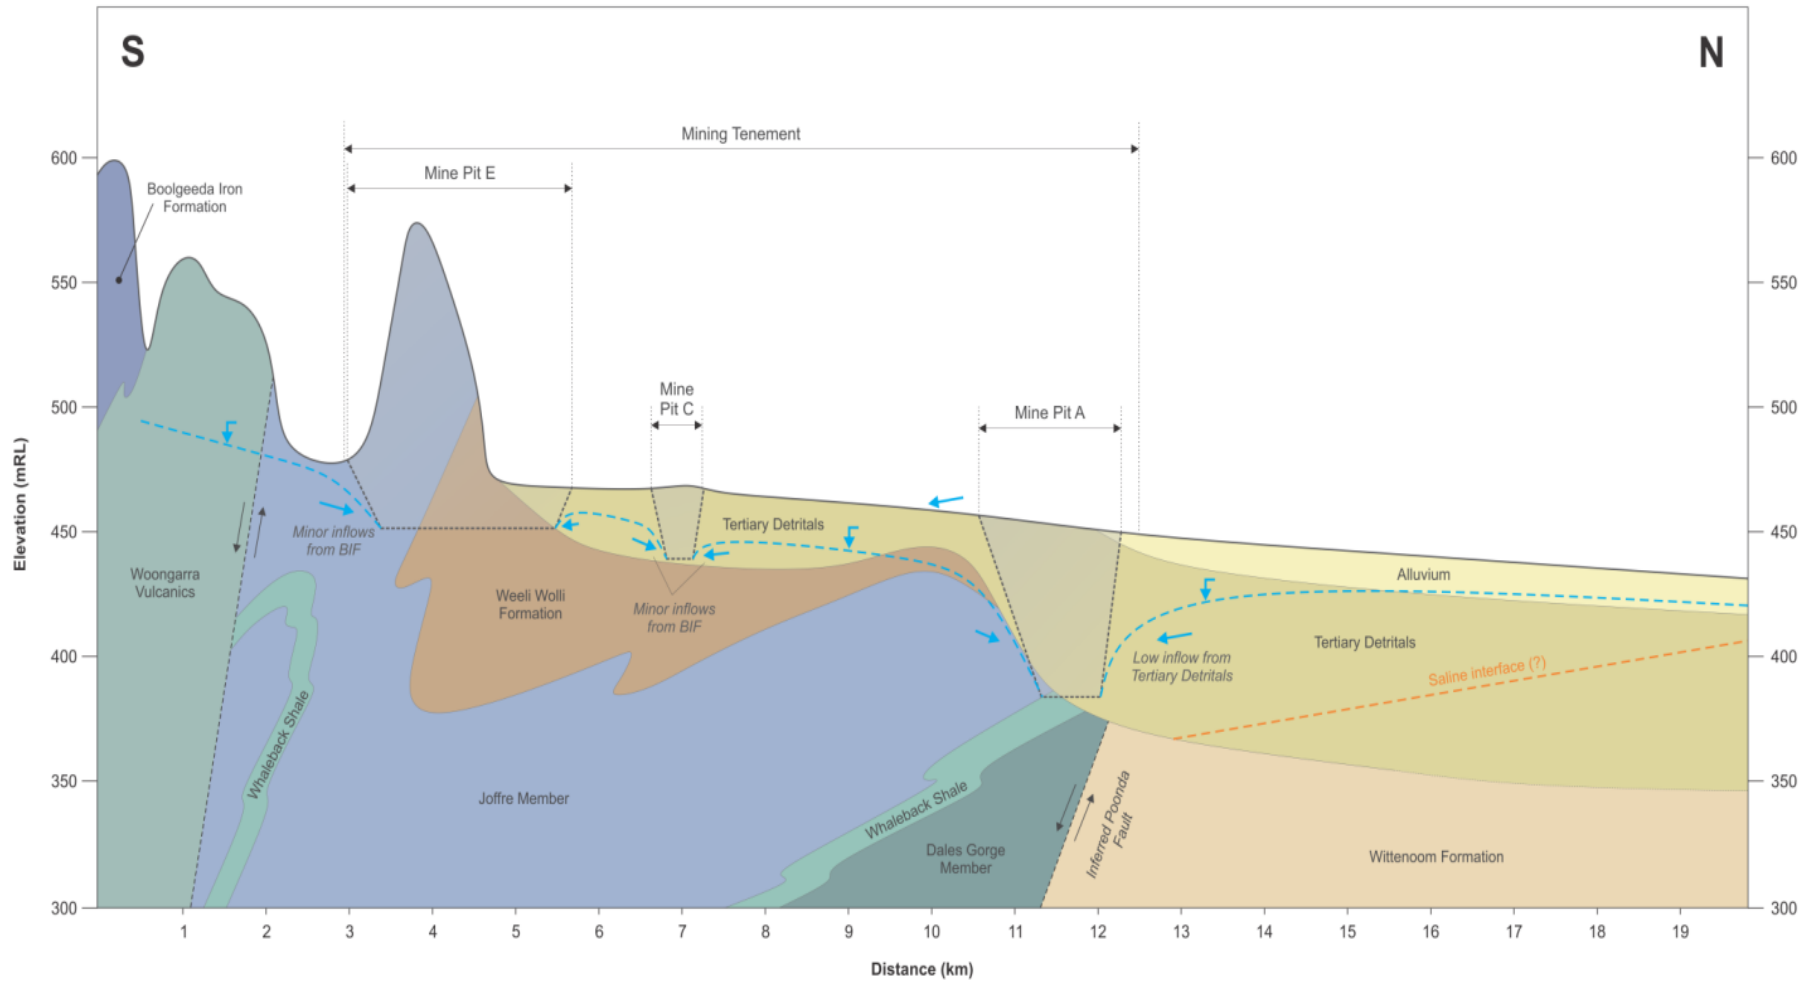 S
N
Mining Tenement
600
600
Mine Pit E
Boolgeeda Iron
Formation
550
550
Mine
Pit C
500
500
Mine Pit A
Elevation (mRL)
450
450
Tertiary Detritals
Minor inflows
from BIF
Woongarra
Vulcanics
Weeli Wolli
Formation
Minor inflows
from BIF
Alluvium
400
400
Low inflow from
Tertiary Detritals
Tertiary Detritals
Saline interface (?)
Whaleback Shale
350
350
Joffre Member
Whaleback Shale
Dales Gorge
Member
Inferred Poonda
Fault
Wittenoom Formation
300
300
1 2 3 4 5 6 7 8 9 10 11 12 13 14 15 16 17 18 19
Distance (km)